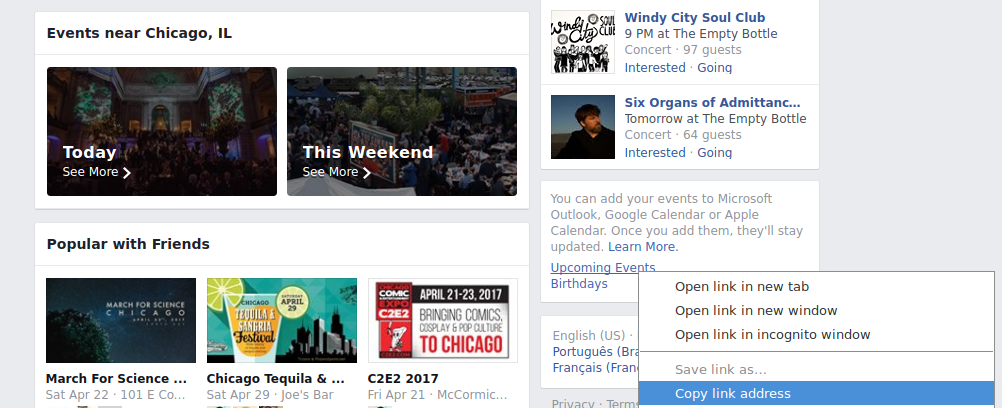 Events near Chicago, IL
Today
See More
This Weekend
See More
Popular with Friends
MARCH FOR SCIENCE
CHICAGO
CHICAGO
TEQUILA &
SANGRIA
Festival
SATURDAY
APRIL
29
CHICAGO
COMIC
EXPO
C2E2
APRIL 21-23, 2017
BRINGING COMICS,
COSPLAY & POP CULTURE
TO CHICAGO
March For Science ...
Sat Apr 22 · 101 E Co...
Chicago Tequila & ...
Sat Apr 29 · Joe's Bar
C2E2 2017
Fri Apr 21 · McCormic...
Windy City SOUL CLUB
Windy City Soul Club
9 PM at The Empty Bottle
Concert · 97 guests
Interested · Going
Six Organs of Admittanc...
Tomorrow at The Empty Bottle
Concert · 64 guests
Interested · Going
You can add your events to Microsoft
Outlook, Google Calendar or Apple
Calendar. Once you add them, they'll stay
updated. Learn More.
Upcoming Events
Birthdays
English (US) ·
Português (Bra
Français (Fran
Privacy · Terms
Open link in new tab
Open link in new window
Open link in incognito window
Save link as...
Copy link address